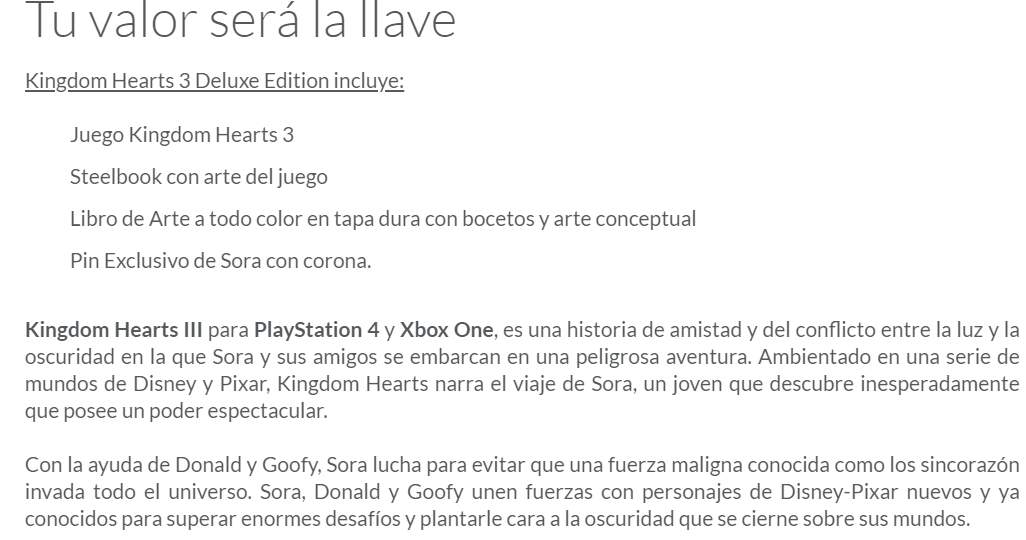 Tu valor será la llave
Kingdom Hearts 3 Deluxe Edition incluye:
Juego Kingdom Hearts 3
Steelbook con arte del juego
Libro de Arte a todo color en tapa dura con bocetos y arte conceptual
Pin Exclusivo de Sora con corona.
Kingdom Hearts III para PlayStation 4 y Xbox One, es una historia de amistad y del conflicto entre la luz y la
oscuridad en la que Sora y sus amigos se embarcan en una peligrosa aventura. Ambientado en una serie de
mundos de Disney y Pixar, Kingdom Hearts narra el viaje de Sora, un joven que descubre inesperadamente
que posee un poder espectacular.
Con la ayuda de Donald y Goofy, Sora lucha para evitar que una fuerza maligna conocida como los sincorazón
invada todo el universo. Sora, Donald y Goofy unen fuerzas con personajes de Disney-Pixar nuevos y ya
conocidos para superar enormes desafíos y plantarle cara a la oscuridad que se cierne sobre sus mundos.